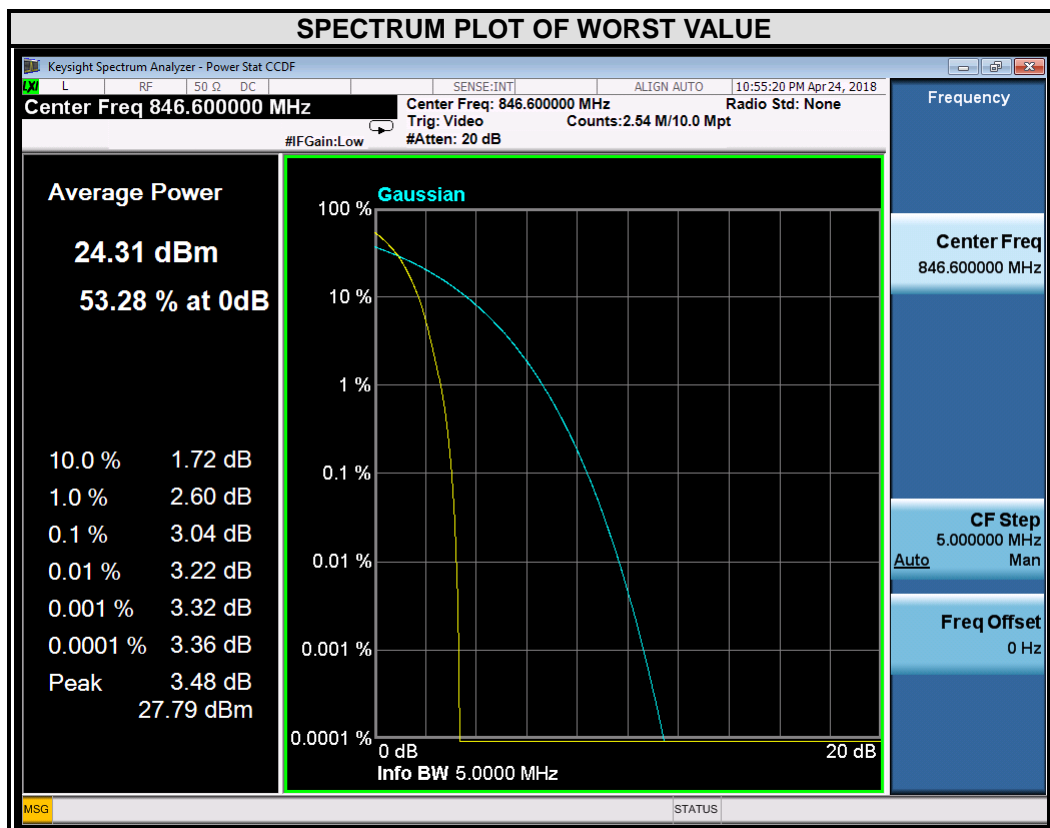 SPECTRUM PLOT OF WORST VALUE
Keysight Spectrum Analyzer - Power Stat CCDF
LXI L RF 50 Ω DC SENSE:INT ALIGN AUTO 10:55:20 PM Apr 24, 2018
Center Freq 846.600000 MHz
Center Freq: 846.600000 MHz Radio Std: None
Trig: Video Counts:2.54 M/10.0 Mpt
#IFGain:Low #Atten: 20 dB
Average Power
24.31 dBm
53.28 % at 0dB
10.0 % 1.72 dB
1.0 % 2.60 dB
0.1 % 3.04 dB
0.01 % 3.22 dB
0.001 % 3.32 dB
0.0001 % 3.36 dB
Peak 3.48 dB
27.79 dBm
Gaussian
100 %
10 %
1 %
0.1 %
0.01 %
0.001 %
0.0001 %
0 dB 20 dB
Info BW 5.0000 MHz
Frequency
Center Freq
846.600000 MHz
CF Step
5.000000 MHz
Auto Man
Freq Offset
0 Hz
MSG STATUS